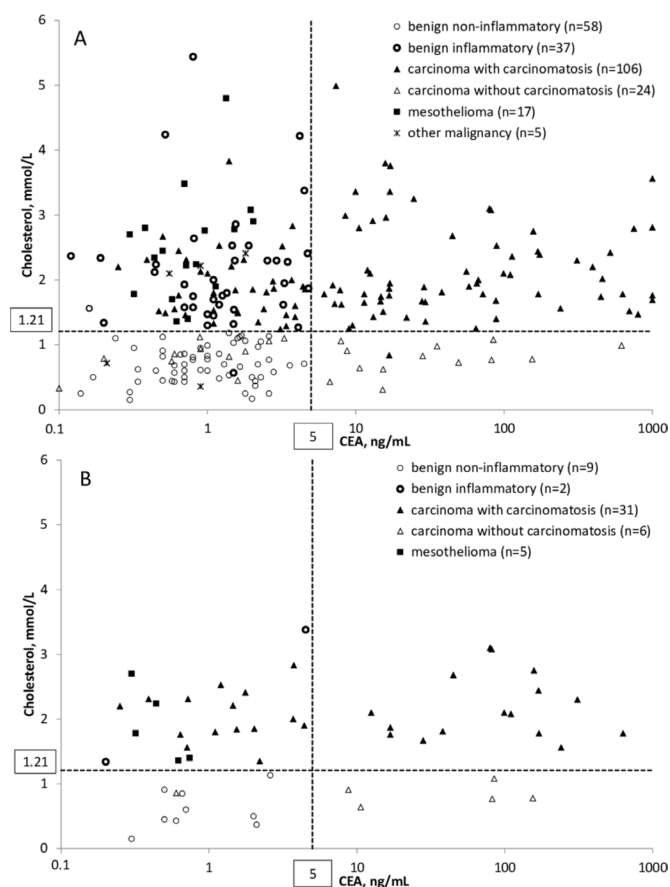 A
6
5
4
3
2
1
0
1.21
Cholesterol, mmol/L
○ benign non-inflammatory (n=58)
benign inflammatory (n=37)
▲ carcinoma with carcinomatosis (n=106)
△ carcinoma without carcinomatosis (n=24)
■ mesothelioma (n=17)
other malignancy (n=5)
0.1 1 10 100 1000
5
CEA, ng/mL
B
6
5
4
3
2
1
0
1.21
Cholesterol, mmol/L
○ benign non-inflammatory (n=9)
benign inflammatory (n=2)
▲ carcinoma with carcinomatosis (n=31)
△ carcinoma without carcinomatosis (n=6)
■ mesothelioma (n=5)
0.1 1 10 100 1000
5
CEA, ng/mL